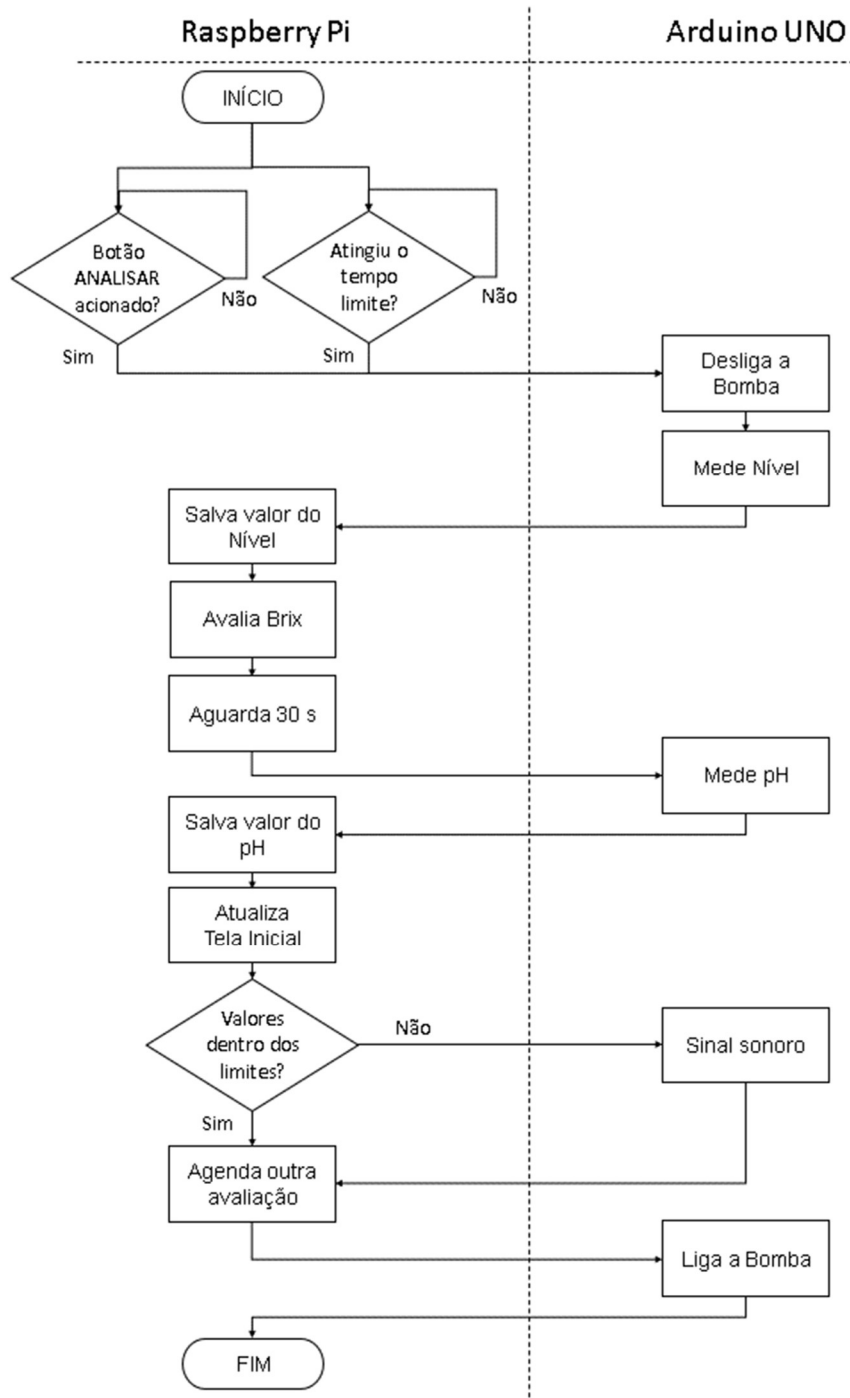 Raspberry Pi
Arduino UNO
INÍCIO
Botão
ANALISAR
acionado?
Não
Sim
Atingiu o
tempo
limite?
Não
Sim
Desliga a
Bomba
Mede Nível
Salva valor do
Nível
Avalia Brix
Aguarda 30 s
Mede pH
Salva valor do
pH
Atualiza
Tela Inicial
Valores
dentro dos
limites?
Não
Sim
Sinal sonoro
Agenda outra
avaliação
Liga a Bomba
FIM